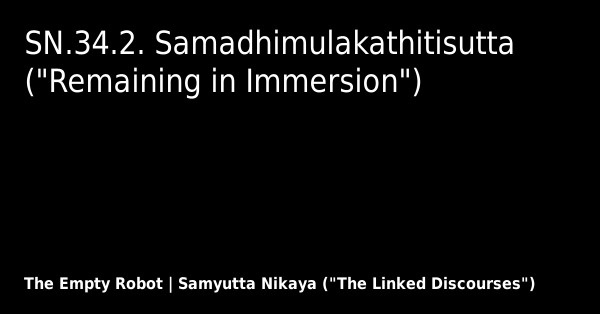 SN.34.2. Samadhimulakathitisutta
("Remaining in Immersion")
The Empty Robot | Samyutta Nikaya ("The Linked Discourses")